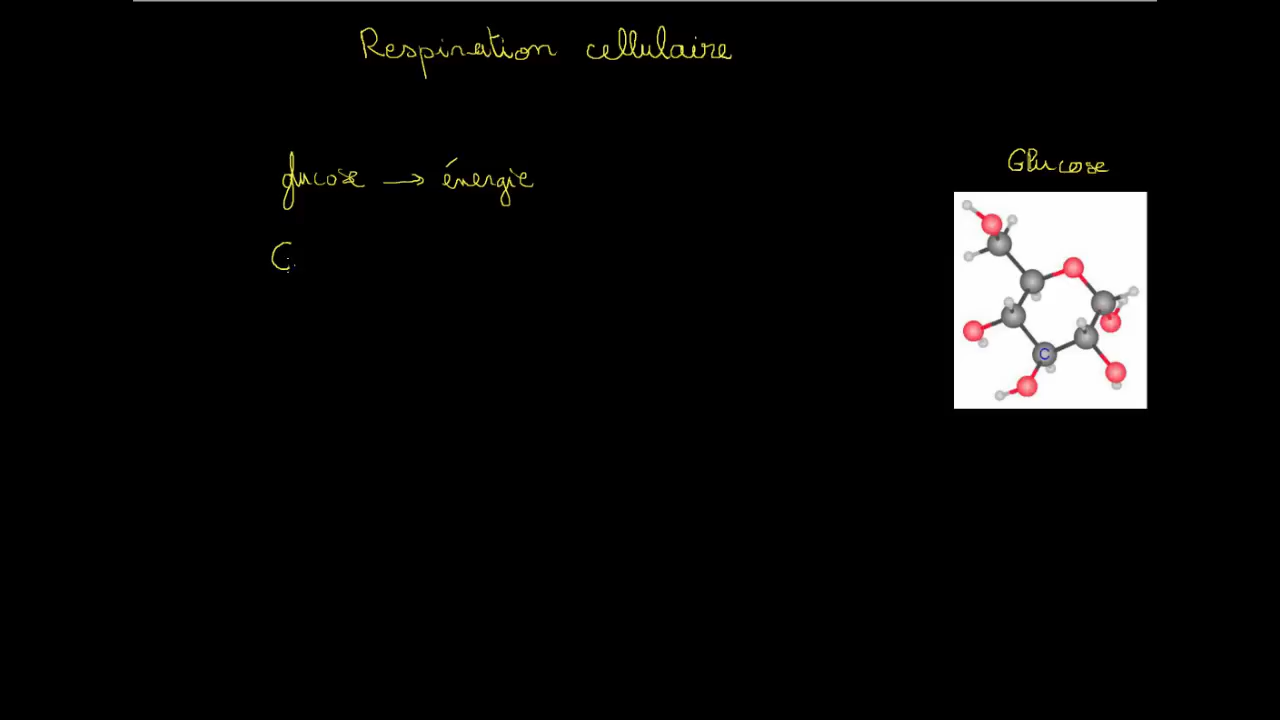 Respiration cellulaire
glucose → énergie
Glucose
C
C